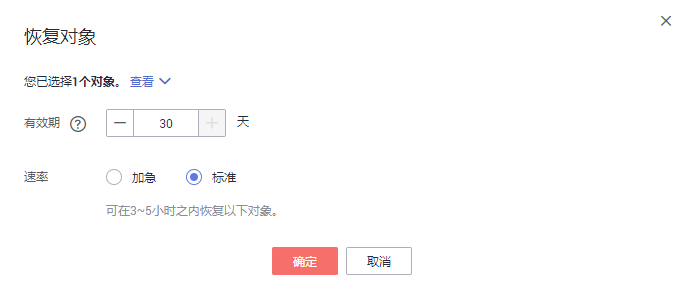 恢复对象
您已选择1个对象。 查看
有效期 ? — 30 + 天
速率 加急 标准
可在3~5小时之内恢复以下对象。
确定 取消